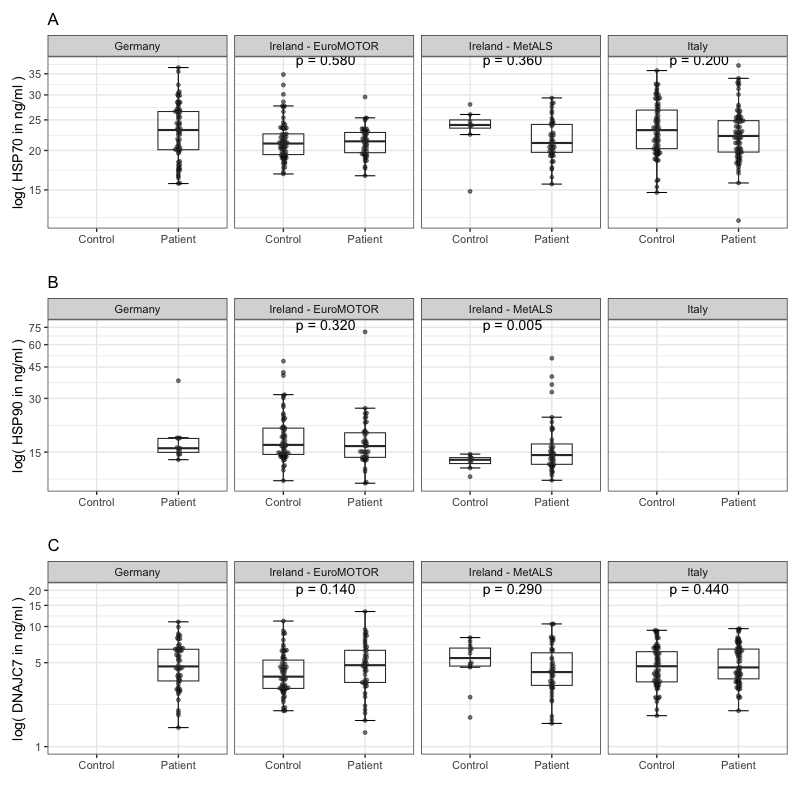 A
Germany Ireland - EuroMOTOR Ireland - MetALS Italy
p = 0.580 p = 0.360 p = 0.200
log( HSP70 in ng/ml )
35
30
25
20
15
Control Patient Control Patient Control Patient Control Patient
B
Germany Ireland - EuroMOTOR Ireland - MetALS Italy
p = 0.320 p = 0.005
log( HSP90 in ng/ml )
75
60
45
30
15
Control Patient Control Patient Control Patient Control Patient
C
Germany Ireland - EuroMOTOR Ireland - MetALS Italy
p = 0.140 p = 0.290 p = 0.440
log( DNAJC7 in ng/ml )
20
15
10
5
1
Control Patient Control Patient Control Patient Control Patient